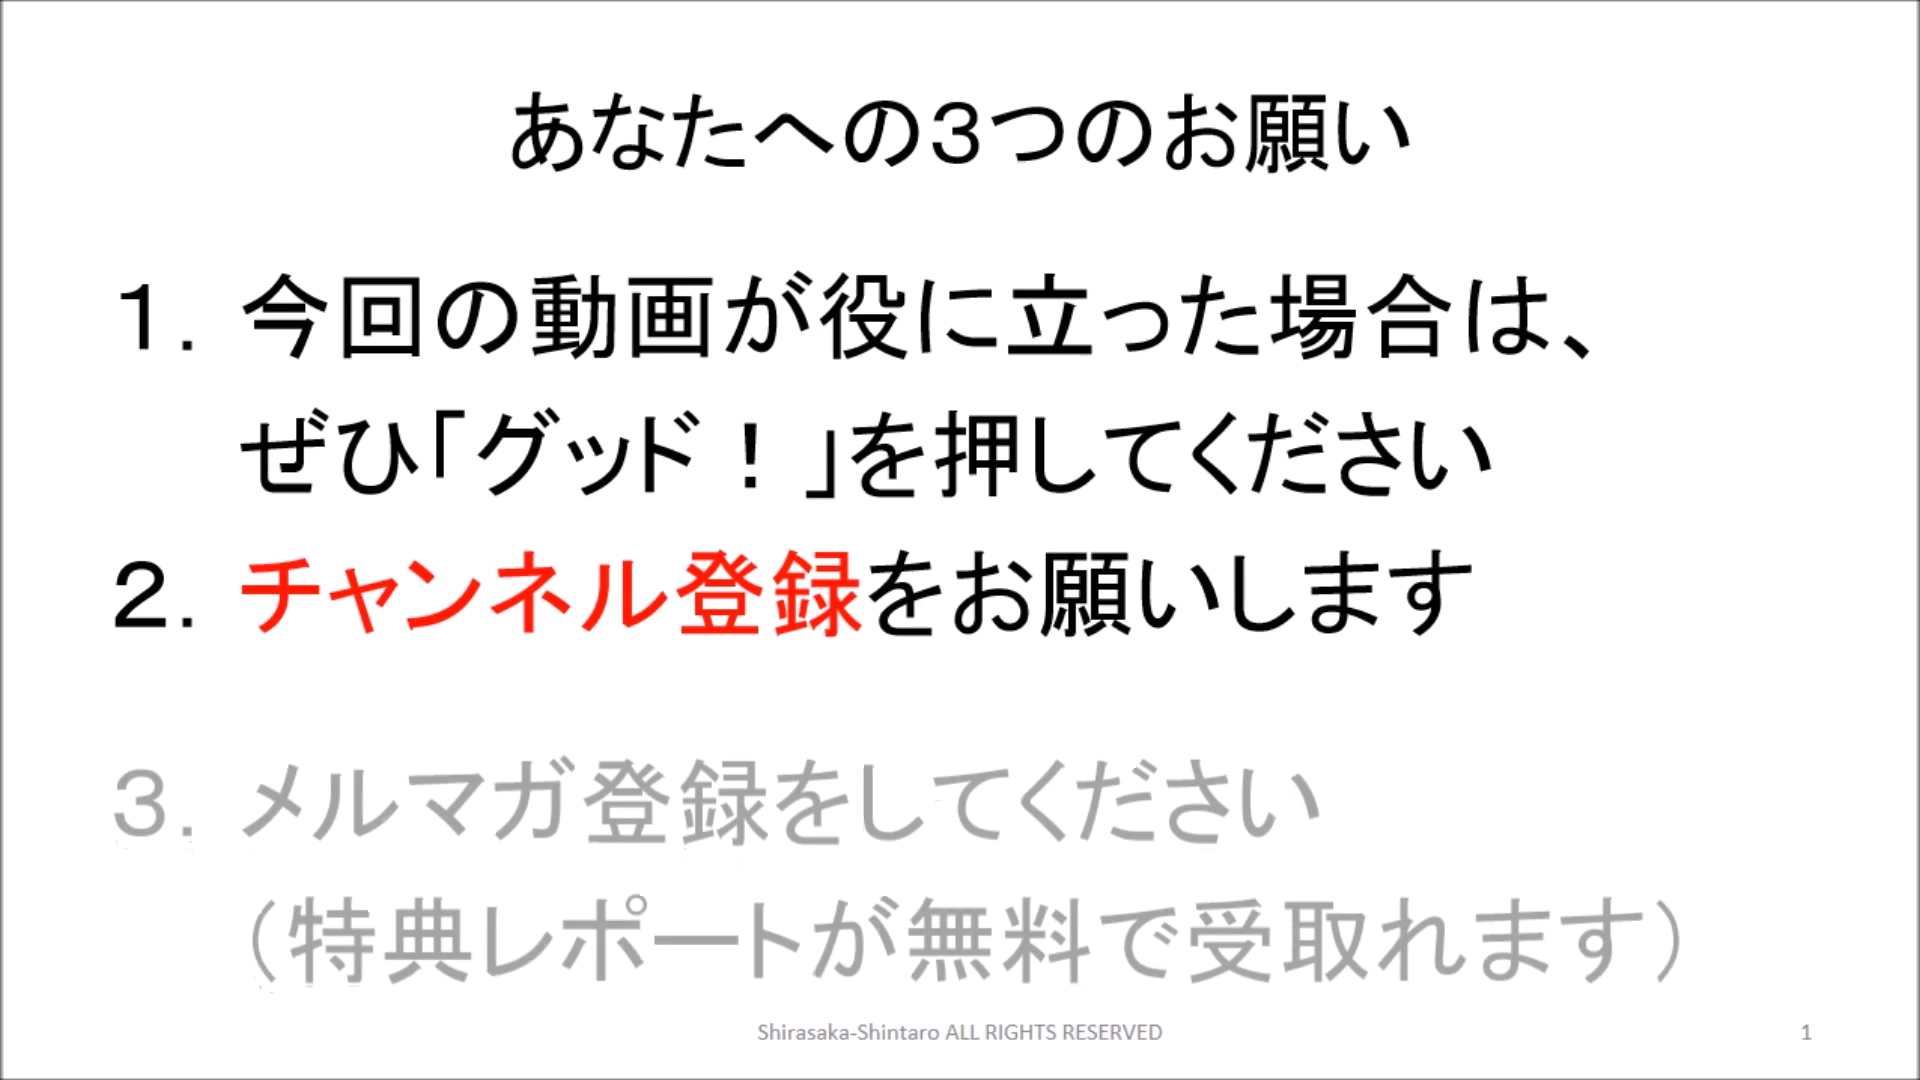 あなたへの３つのお願い
１．今回の動画が役に立った場合は、
ぜひ「グッド！」を押してください
２．チャンネル登録をお願いします
３．メルマガ登録をしてください
（特典レポートが無料で受取れます）
Shirasaka-Shintaro ALL RIGHTS RESERVED
1